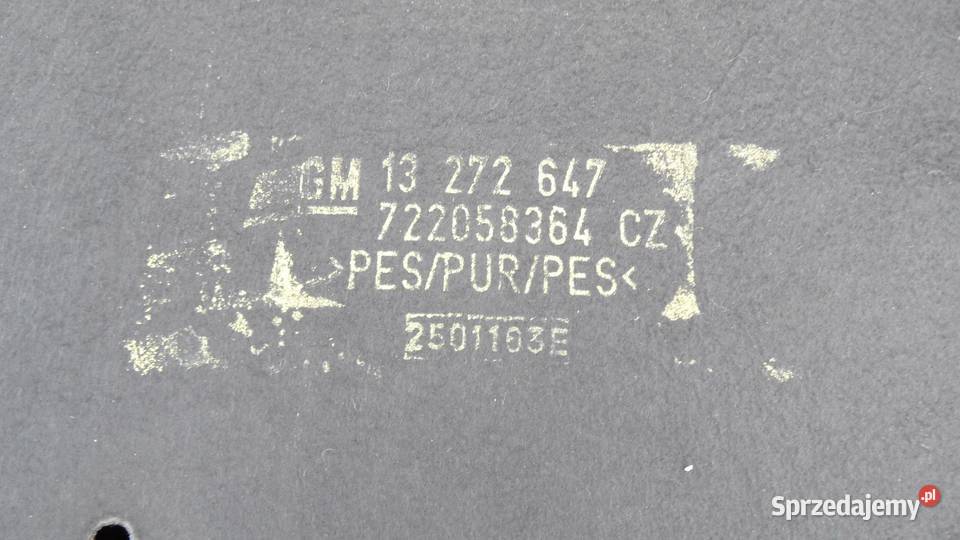 GM 13 272 647
722058364 CZ
>PES/PUR/PES<
2501163E
Sprzedajemy.pl